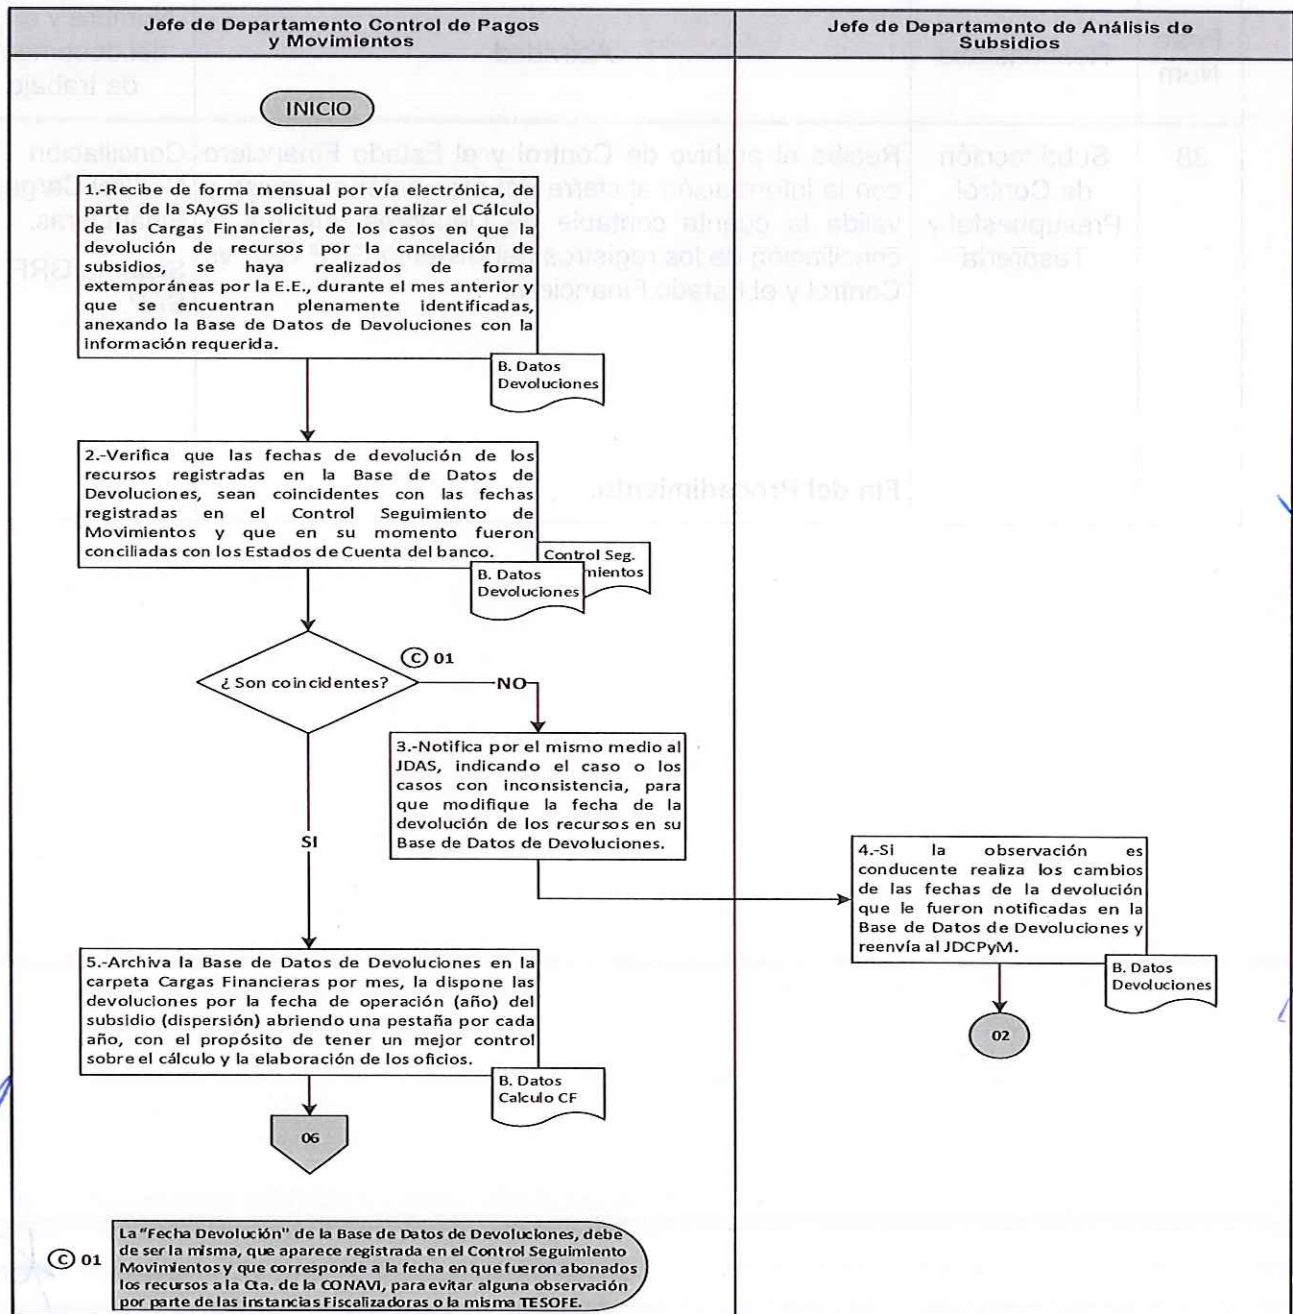 Jefe de Departamento Control de Pagos
y Movimientos
Jefe de Departamento de Análisis de
Subsidios
INICIO
1.-Recibe de forma mensual por vía electrónica, de
parte de la SAyGS la solicitud para realizar el Cálculo
de las Cargas Financieras, de los casos en que la
devolución de recursos por la cancelación de
subsidios, se haya realizados de forma
extemporáneas por la E.E., durante el mes anterior y
que se encuentran plenamente identificadas,
anexando la Base de Datos de Devoluciones con la
información requerida.
B. Datos
Devoluciones
2.-Verifica que las fechas de devolución de los
recursos registradas en la Base de Datos de
Devoluciones, sean coincidentes con las fechas
registradas en el Control Seguimiento de
Movimientos y que en su momento fueron
conciliadas con los Estados de Cuenta del banco.
Control Seg.
mientos
B. Datos
Devoluciones
C 01
¿Son coincidentes?
NO
3.-Notifica por el mismo medio al
JDAS, indicando el caso o los
casos con inconsistencia, para
que modifique la fecha de la
devolución de los recursos en su
Base de Datos de Devoluciones.
SI
4.-Si la observación es
conducente realiza los cambios
de las fechas de la devolución
que le fueron notificadas en la
Base de Datos de Devoluciones y
reenvía al JDCPyM.
B. Datos
Devoluciones
02
5.-Archiva la Base de Datos de Devoluciones en la
carpeta Cargas Financieras por mes, la dispone las
devoluciones por la fecha de operación (año) del
subsidio (dispersión) abriendo una pestaña por cada
año, con el propósito de tener un mejor control
sobre el cálculo y la elaboración de los oficios.
B. Datos
Calculo CF
06
C 01
La "Fecha Devolución" de la Base de Datos de Devoluciones, debe
de ser la misma, que aparece registrada en el Control Seguimiento
Movimientos y que corresponde a la fecha en que fueron abonados
los recursos a la Cta. de la CONAVI, para evitar alguna observación
por parte de las instancias Fiscalizadoras o la misma TESOFE.